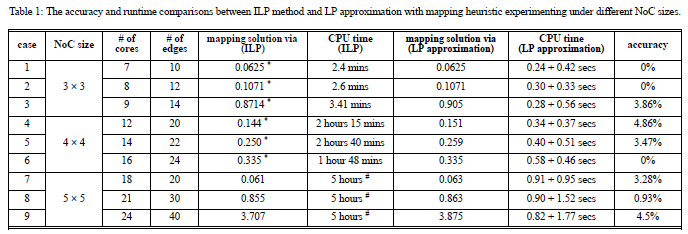 Table 1: The accuracy and runtime comparisons between ILP method and LP approximation with mapping heuristic experimenting under different NoC sizes.
case NoC size # of cores # of edges mapping solution via (ILP) CPU time (ILP) mapping solution via (LP approximation) CPU time (LP approximation) accuracy
1 7 10 0.0625 * 2.4 mins 0.0625 0.24 + 0.42 secs 0%
2 3 × 3 8 12 0.1071 * 2.6 mins 0.1071 0.30 + 0.33 secs 0%
3 9 14 0.8714 * 3.41 mins 0.905 0.28 + 0.56 secs 3.86%
4 12 20 0.144 * 2 hours 15 mins 0.151 0.34 + 0.37 secs 4.86%
5 4 × 4 14 22 0.250 * 2 hours 40 mins 0.259 0.40 + 0.51 secs 3.47%
6 16 24 0.335 * 1 hour 48 mins 0.335 0.58 + 0.46 secs 0%
7 18 20 0.061 5 hours # 0.063 0.91 + 0.95 secs 3.28%
8 5 × 5 21 30 0.855 5 hours # 0.863 0.90 + 1.52 secs 0.93%
9 24 40 3.707 5 hours # 3.875 0.82 + 1.77 secs 4.5%